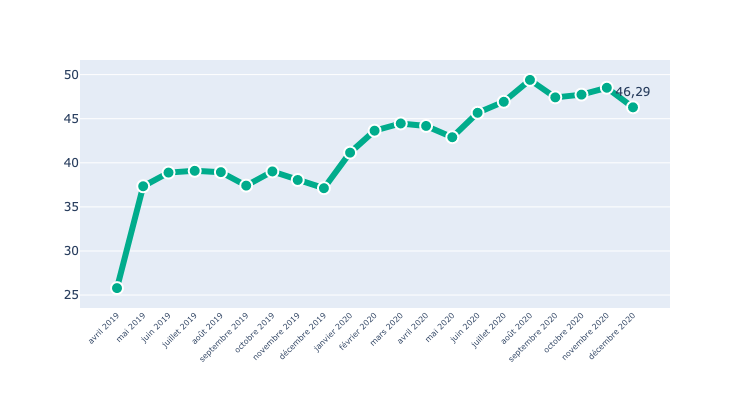 50
46,29
45
40
35
30
25
avril 2019
mai 2019
juin 2019
juillet 2019
août 2019
septembre 2019
octobre 2019
novembre 2019
décembre 2019
janvier 2020
février 2020
mars 2020
avril 2020
mai 2020
juin 2020
juillet 2020
août 2020
septembre 2020
octobre 2020
novembre 2020
décembre 2020